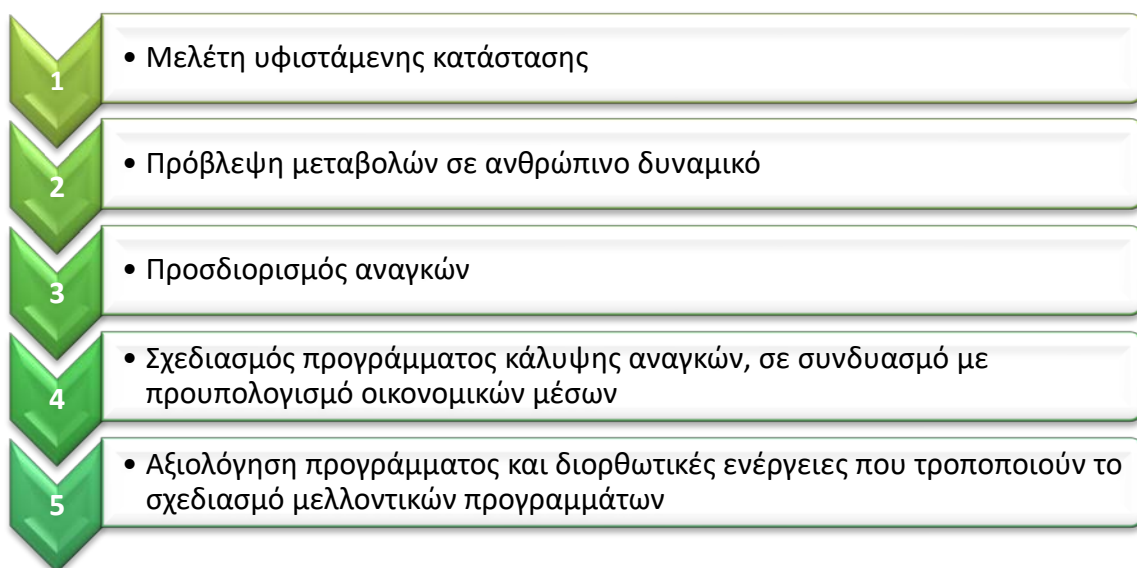 1
• Μελέτη υφιστάμενης κατάστασης
2
• Πρόβλεψη μεταβολών σε ανθρώπινο δυναμικό
3
• Προσδιορισμός αναγκών
4
• Σχεδιασμός προγράμματος κάλυψης αναγκών, σε συνδυασμό με
προυπολογισμό οικονομικών μέσων
5
• Αξιολόγηση προγράμματος και διορθωτικές ενέργειες που τροποποιούν το
σχεδιασμό μελλοντικών προγραμμάτων